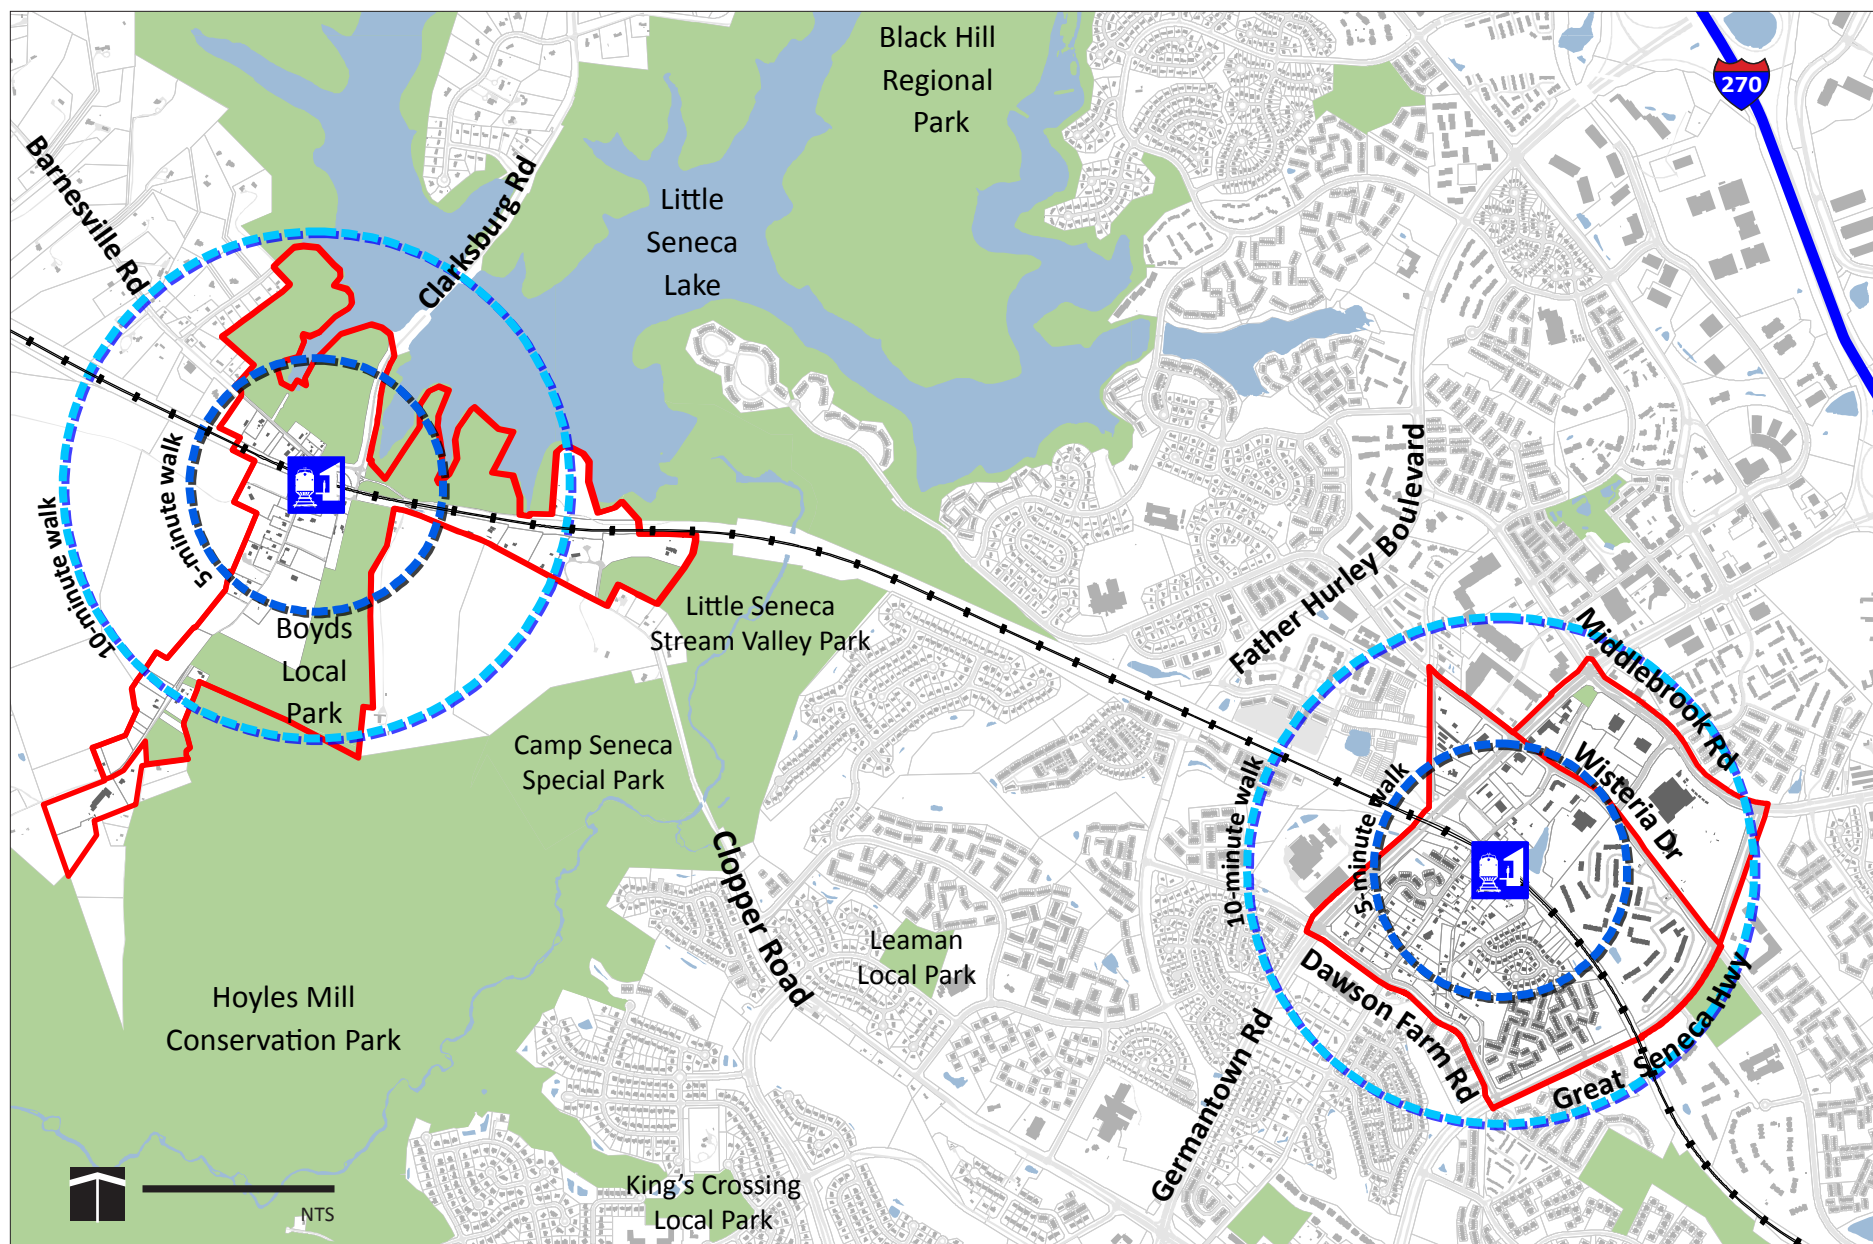 Black Hill
Regional
Park
270
Barnesville Rd
Clarksburg Rd
Little
Seneca
Lake
5-minute walk
10-minute walk
Boyds
Local
Park
Little Seneca
Stream Valley Park
Camp Seneca
Special Park
Father Hurley Boulevard
Middlebrook Rd
Wisteria Dr
5-minute walk
10-minute walk
Clopper Road
Leaman
Local Park
Dawson Farm Rd
Great Seneca Hwy
Germantown Rd
Hoyles Mill
Conservation Park
King's Crossing
Local Park
NTS